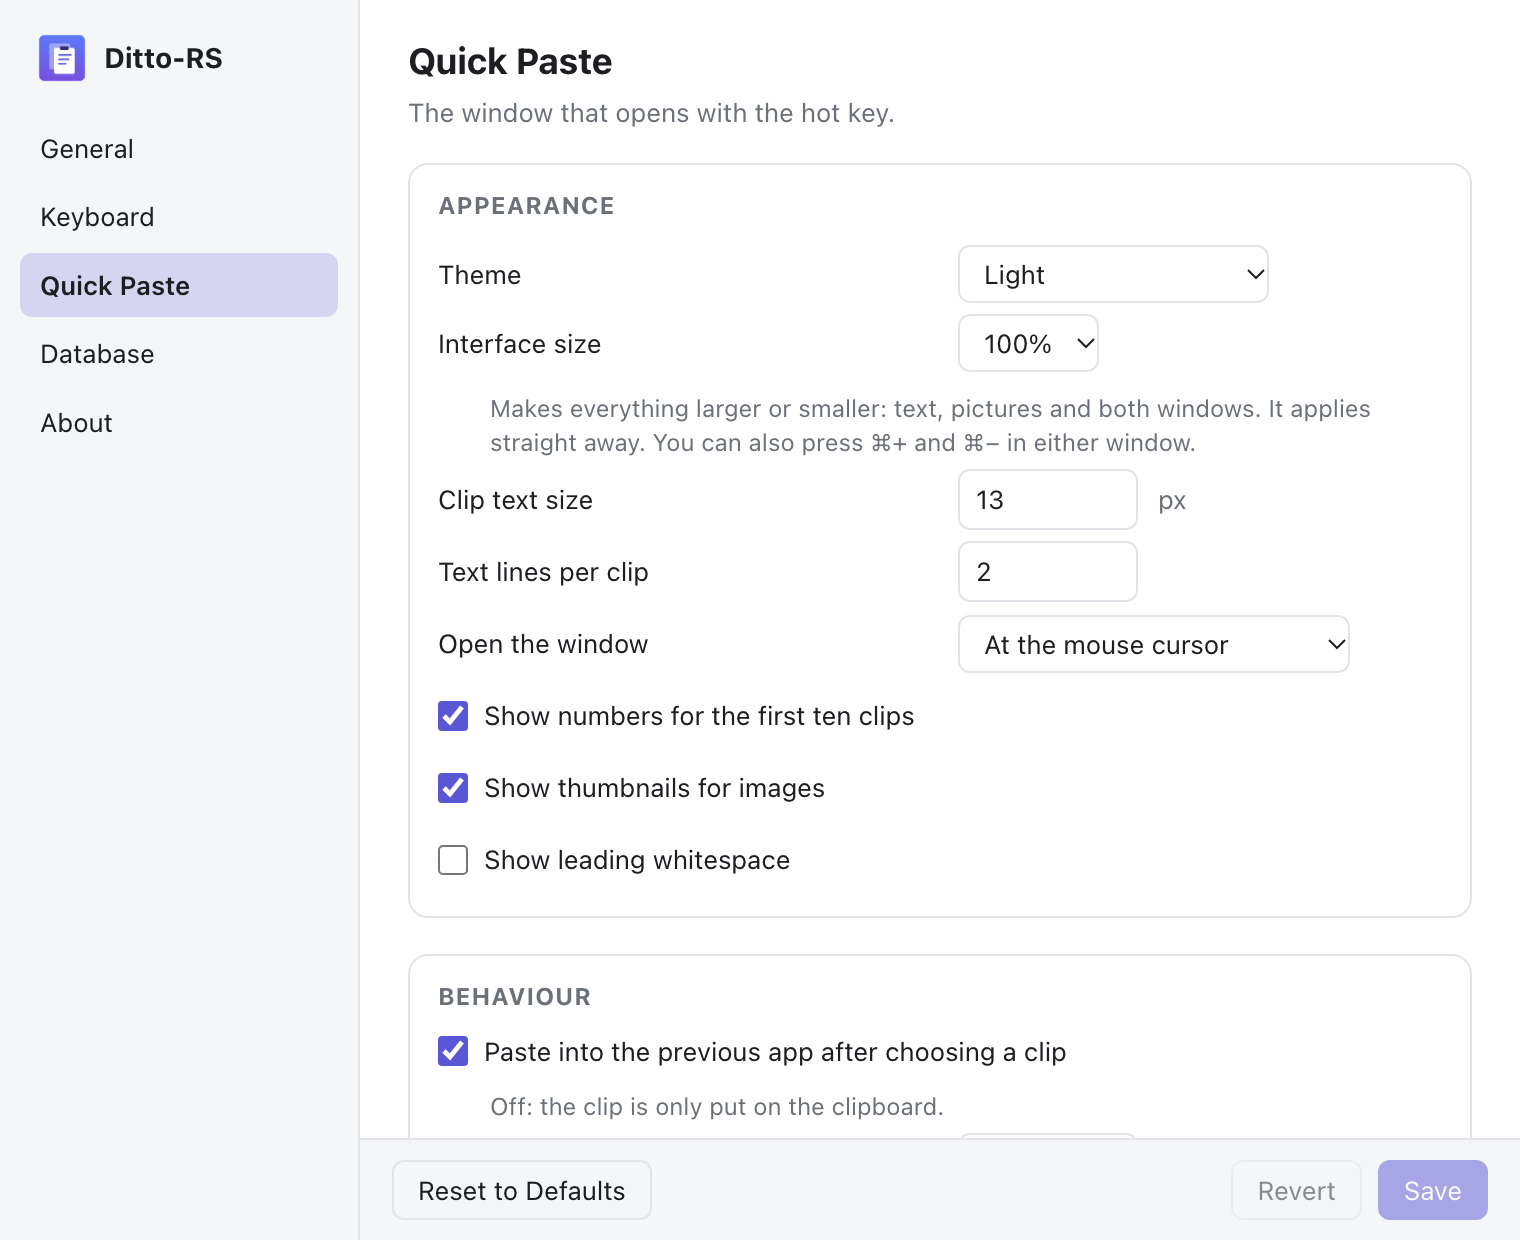 Ditto-RS
General
Keyboard
Quick Paste
Database
About
Quick Paste
The window that opens with the hot key.
APPEARANCE
Theme
Light
Interface size
100%
Makes everything larger or smaller: text, pictures and both windows. It applies
straight away. You can also press ⌘+ and ⌘− in either window.
Clip text size
13
px
Text lines per clip
2
Open the window
At the mouse cursor
Show numbers for the first ten clips
Show thumbnails for images
Show leading whitespace
BEHAVIOUR
Paste into the previous app after choosing a clip
Off: the clip is only put on the clipboard.
Reset to Defaults
Revert
Save